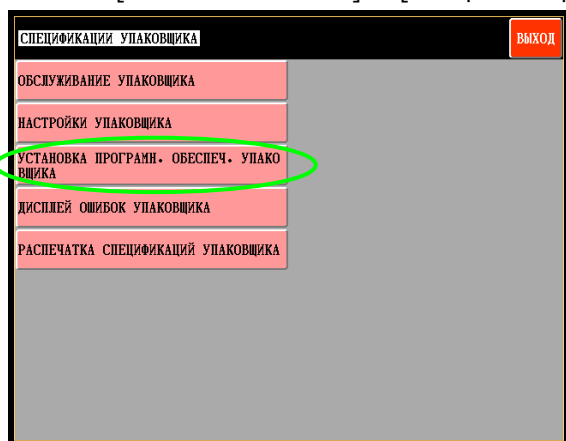 СПЕЦИФИКАЦИИ УПАКОВЩИКА
ВЫХОД
ОБСЛУЖИВАНИЕ УПАКОВЩИКА
НАСТРОЙКИ УПАКОВЩИКА
УСТАНОВКА ПРОГРАМН. ОБЕСПЕЧ. УПАКО
ВЩИКА
ДИСПЛЕЙ ОШИБОК УПАКОВЩИКА
РАСПЕЧАТКА СПЕЦИФИКАЦИЙ УПАКОВЩИКА